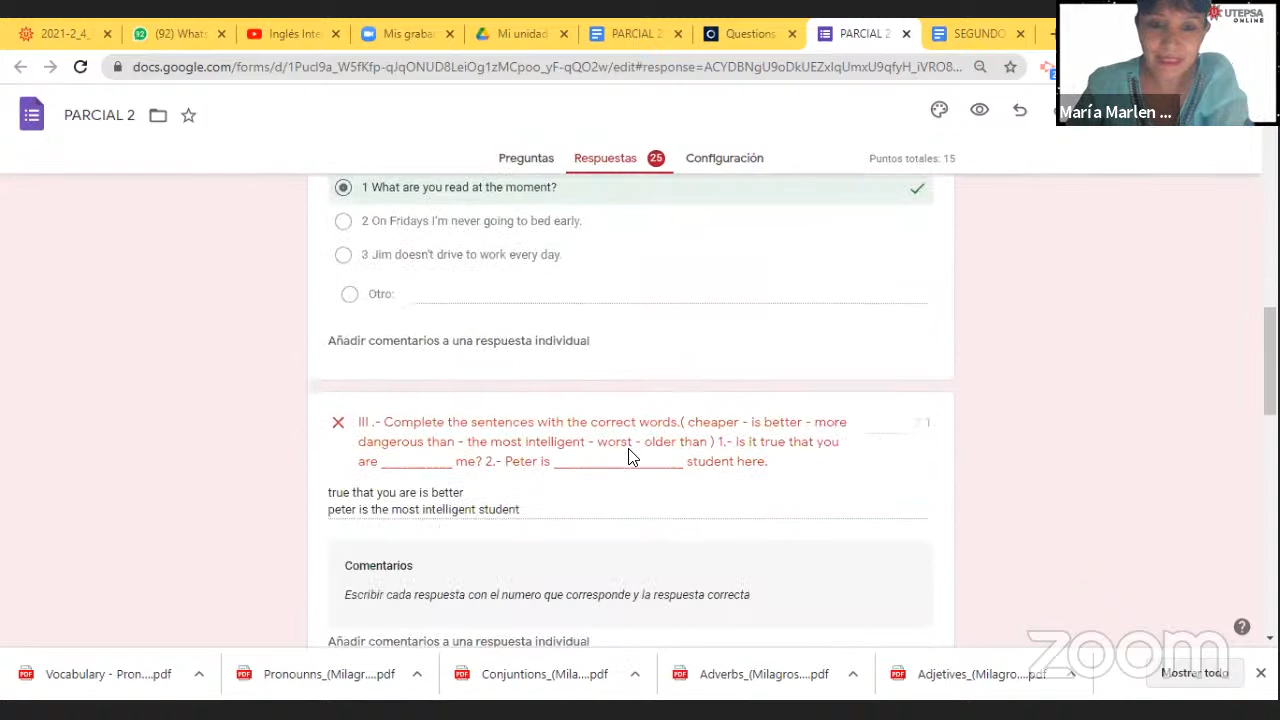 2021-2_4_
(92) Whats
Inglés Inte
Mis grabar
Mi unidad
PARCIAL 2
Questions
PARCIAL 2
SEGUNDO
UTEPSA
ONLINE
docs.google.com/forms/d/1Pucl9a_W5fKfp-qJqONUD8LeiOg1zMCpoo_yF-qQO2w/edit#response=ACYDBNgU9oDkUEZxIqUmxU9qfyH_iVRO8...
PARCIAL 2
María Marlen ...
Preguntas
Respuestas 25
Configuración
Puntos totales: 15
1 What are you read at the moment?
2 On Fridays I'm never going to bed early.
3 Jim doesn't drive to work every day.
Otro:
Añadir comentarios a una respuesta individual
III .- Complete the sentences with the correct words.( cheaper - is better - more
dangerous than - the most intelligent - worst - older than ) 1.- Is it true that you
are ___________ me? 2.- Peter is ____________________ student here.
true that you are is better
peter is the most intelligent student
Comentarios
Escribir cada respuesta con el numero que corresponde y la respuesta correcta
Añadir comentarios a una respuesta individual
zoom
Vocabulary - Pron....pdf
Pronounns_(Milagr....pdf
Conjuntions_(Mila....pdf
Adverbs_(Milagros....pdf
Adjetives_(Milagro....pdf
Mostrar todo